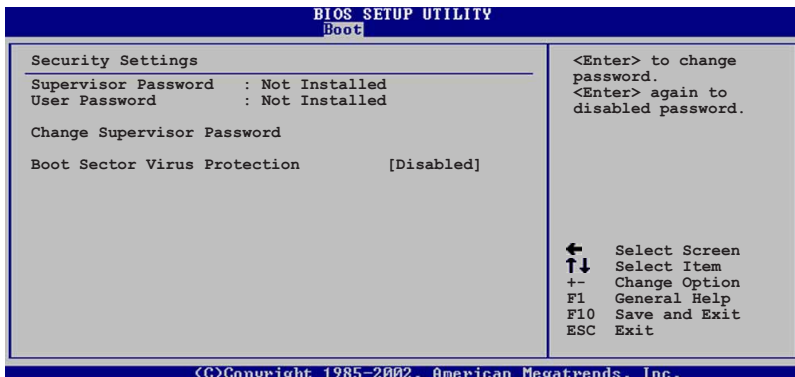 BIOS SETUP UTILITY
Boot
Security Settings
Supervisor Password : Not Installed
User Password : Not Installed
Change Supervisor Password
Boot Sector Virus Protection [Disabled]
<Enter> to change
password.
<Enter> again to
disabled password.
← Select Screen
↑↓ Select Item
+- Change Option
F1 General Help
F10 Save and Exit
ESC Exit
(C)Copyright 1985-2002, American Megatrends, Inc.